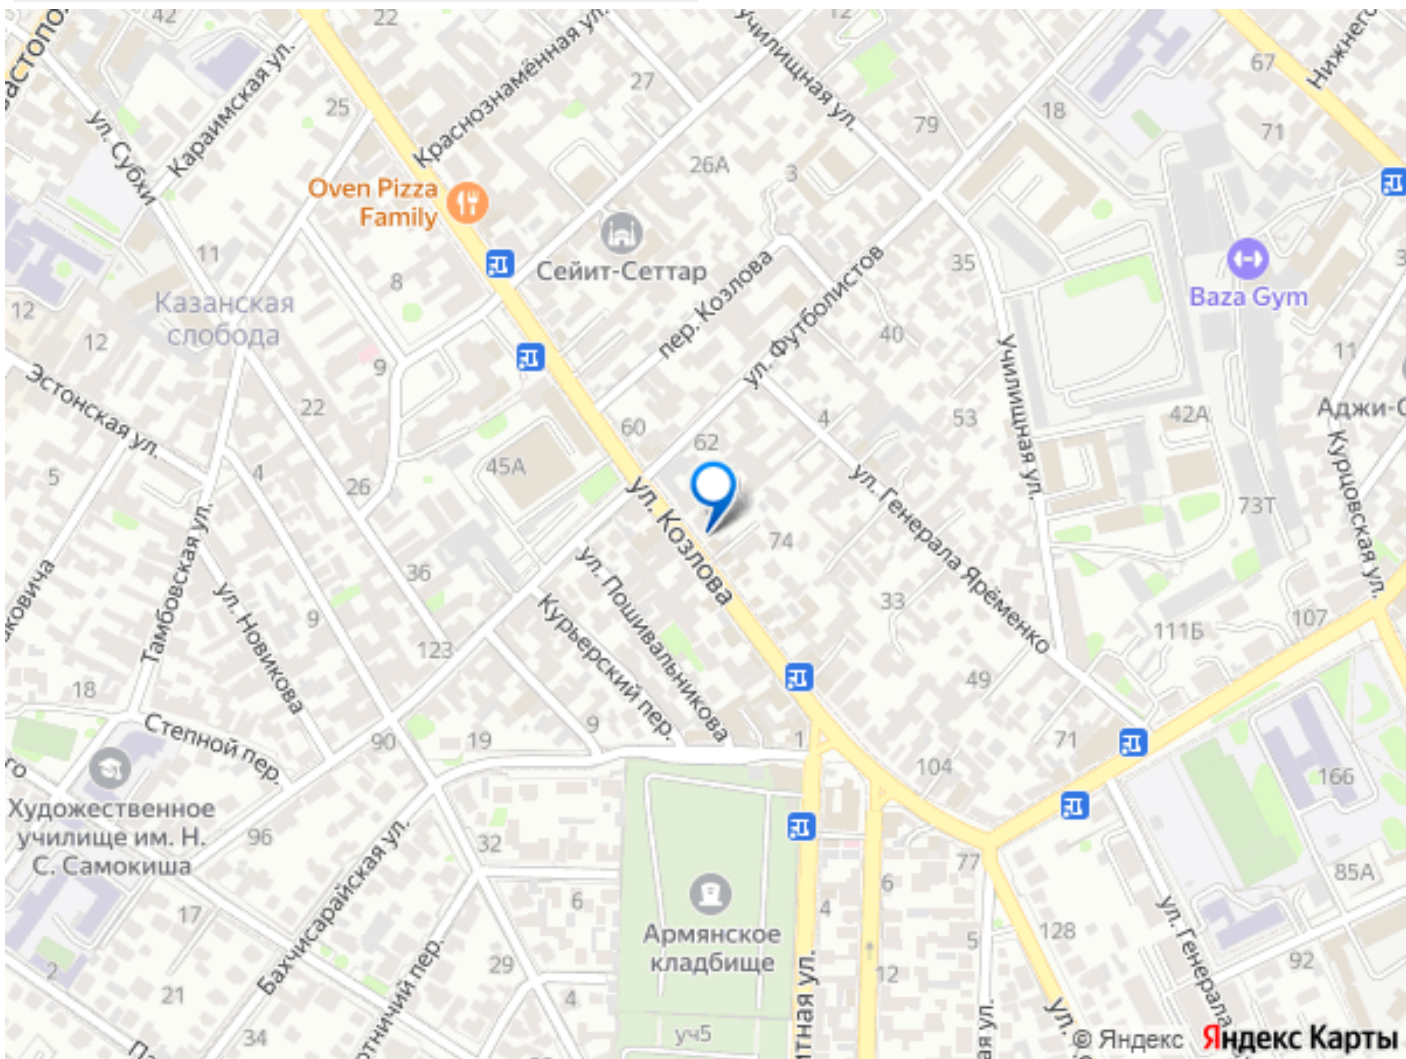 42
12
Караимская ул.
ул. Субхи
25
Краснознамённая ул.
27
Училищная ул.
67
Нижнего
18
79
71
26А
3
Oven Pizza
Family
11
Сейит-Сеттар
35
Baza Gym
8
Казанская
слобода
12
12
пер. Козлова
ул. Футболистов
40
11
9
Эстонская ул.
22
4
53
42А
Училищная ул.
Курцовская ул.
60
62
5
4
45А
26
ул. Козлова
ул. Генерала Ярёменко
73Т
74
Тамбовская ул.
36
ул. Пошивальникова
Курьерский пер.
33
9
107
111Б
ул. Новикова
123
18
49
Степной пер.
90
19
9
1
71
104
166
Художественное
училище им. Н.
С. Самокиша
96
32
77
85А
Бахчисарайская ул.
6
6
17
4
Армянское
кладбище
128
5
ул. Генерала
92
2
29
12
21
4
34
уч5
ул.
© Яндекс Яндекс Карты